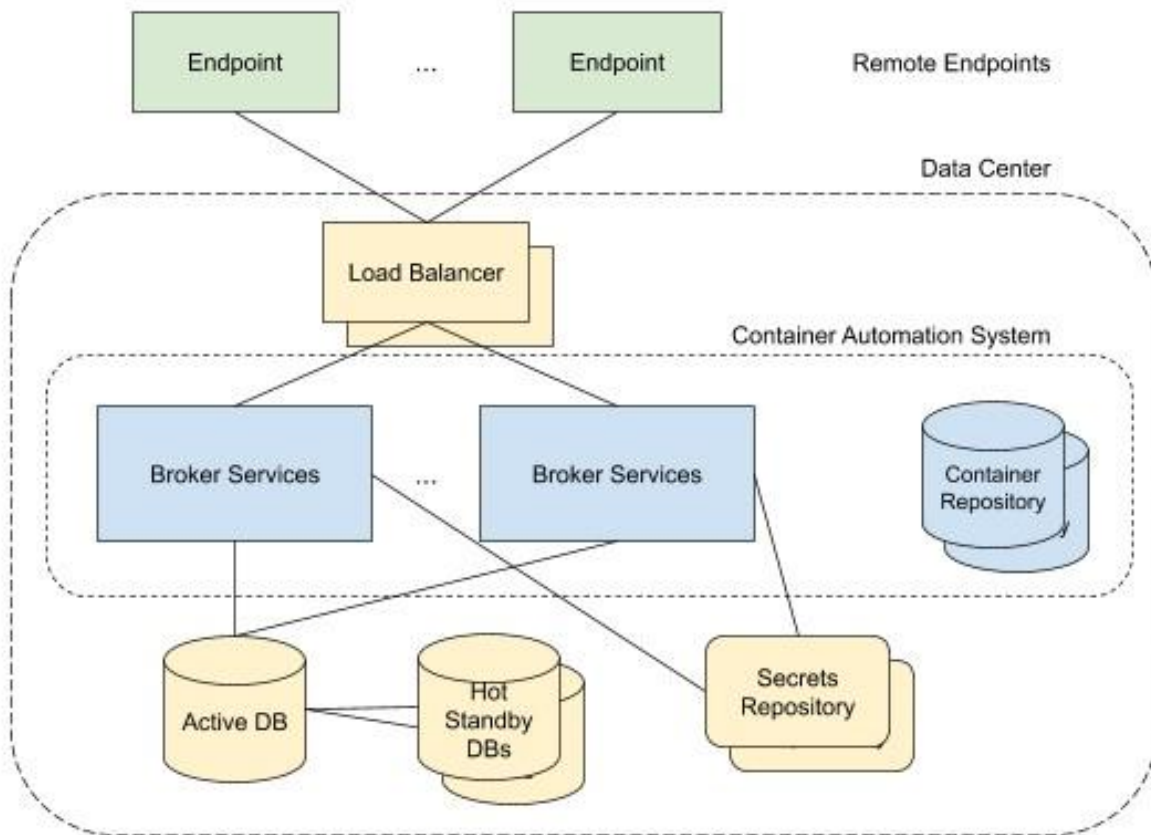 Endpoint
...
Endpoint
Remote Endpoints
Data Center
Load Balancer
Container Automation System
Broker Services
...
Broker Services
Container
Repository
Active DB
Hot
Standby
DBs
Secrets
Repository